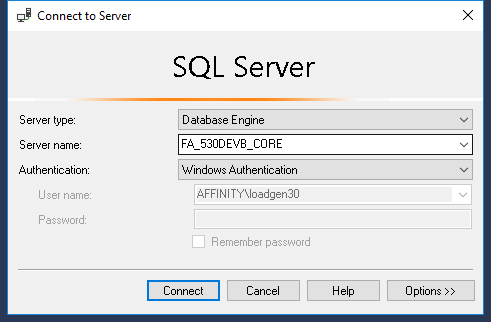 Connect to Server
SQL Server
Server type: Database Engine
Server name: FA_530DEVB_CORE
Authentication: Windows Authentication
User name: AFFINITY\loadgen30
Password:
Remember password
Connect Cancel Help Options >>